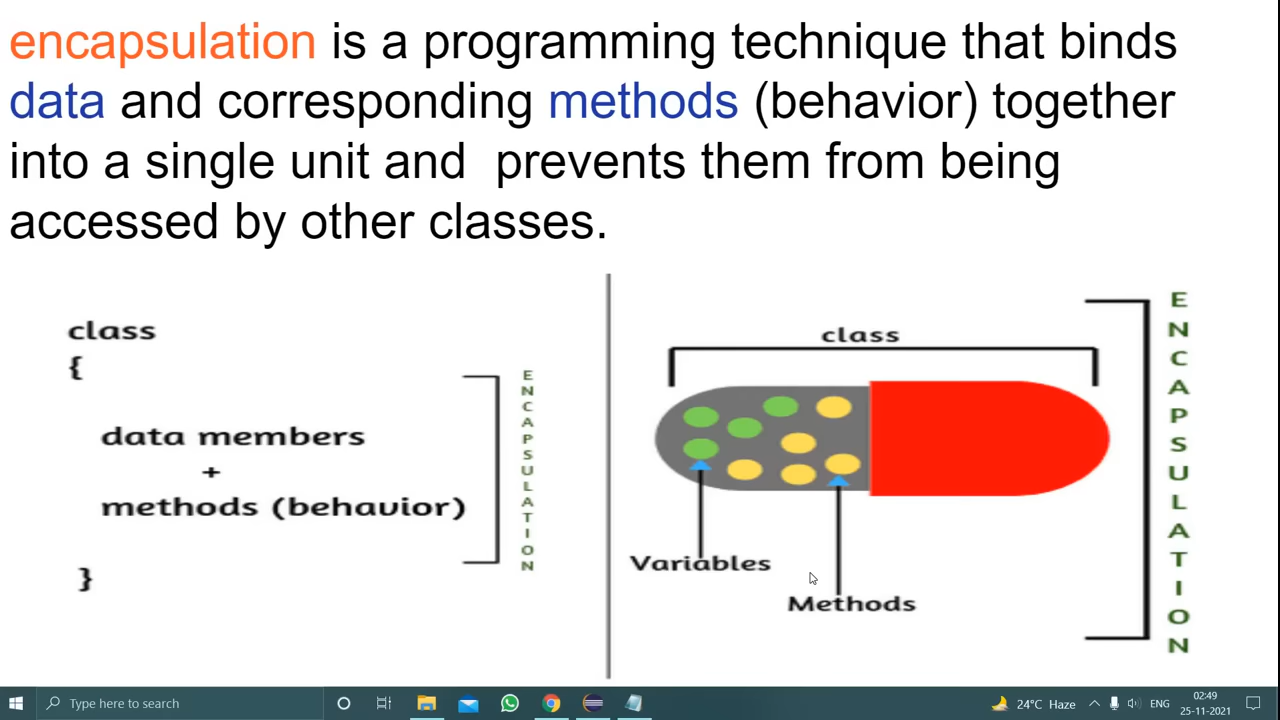 encapsulation is a programming technique that binds
data and corresponding methods (behavior) together
into a single unit and  prevents them from being
accessed by other classes.
class
{
data members
+
methods (behavior)
}
ENCAPSULATION
class
Variables
Methods
ENCAPSULATION
Type here to search
24°C Haze
ENG
02:49
25-11-2021